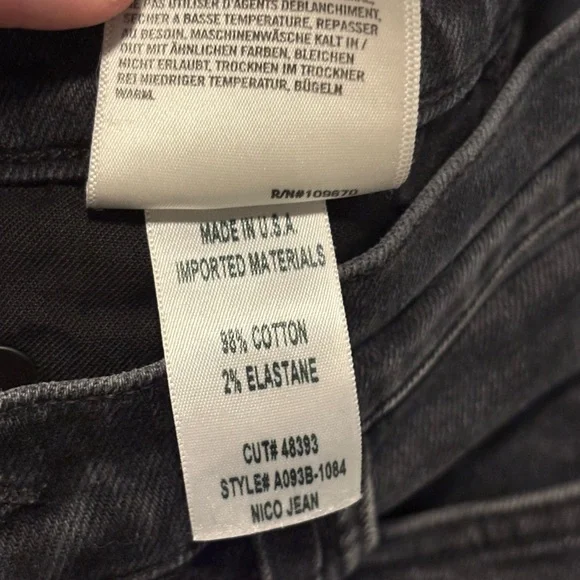 NE PAS UTILISER D'AGENTS DEBLANCHIMENT,
SECHER A BASSE TEMPERATURE, REPASSER
AU BESOIN. MASCHINENWÄSCHE KALT IN /
OUT MIT ÄHNLICHEN FARBEN, BLEICHEN
NICHT ERLAUBT, TROCKNEN IM TROCKNER
BEI NIEDRIGER TEMPERATUR, BÜGELN
WARM.
R/N#109670
MADE IN U.S.A.
IMPORTED MATERIALS
98% COTTON
2% ELASTANE
CUT# 48393
STYLE# A093B-1084
NICO JEAN